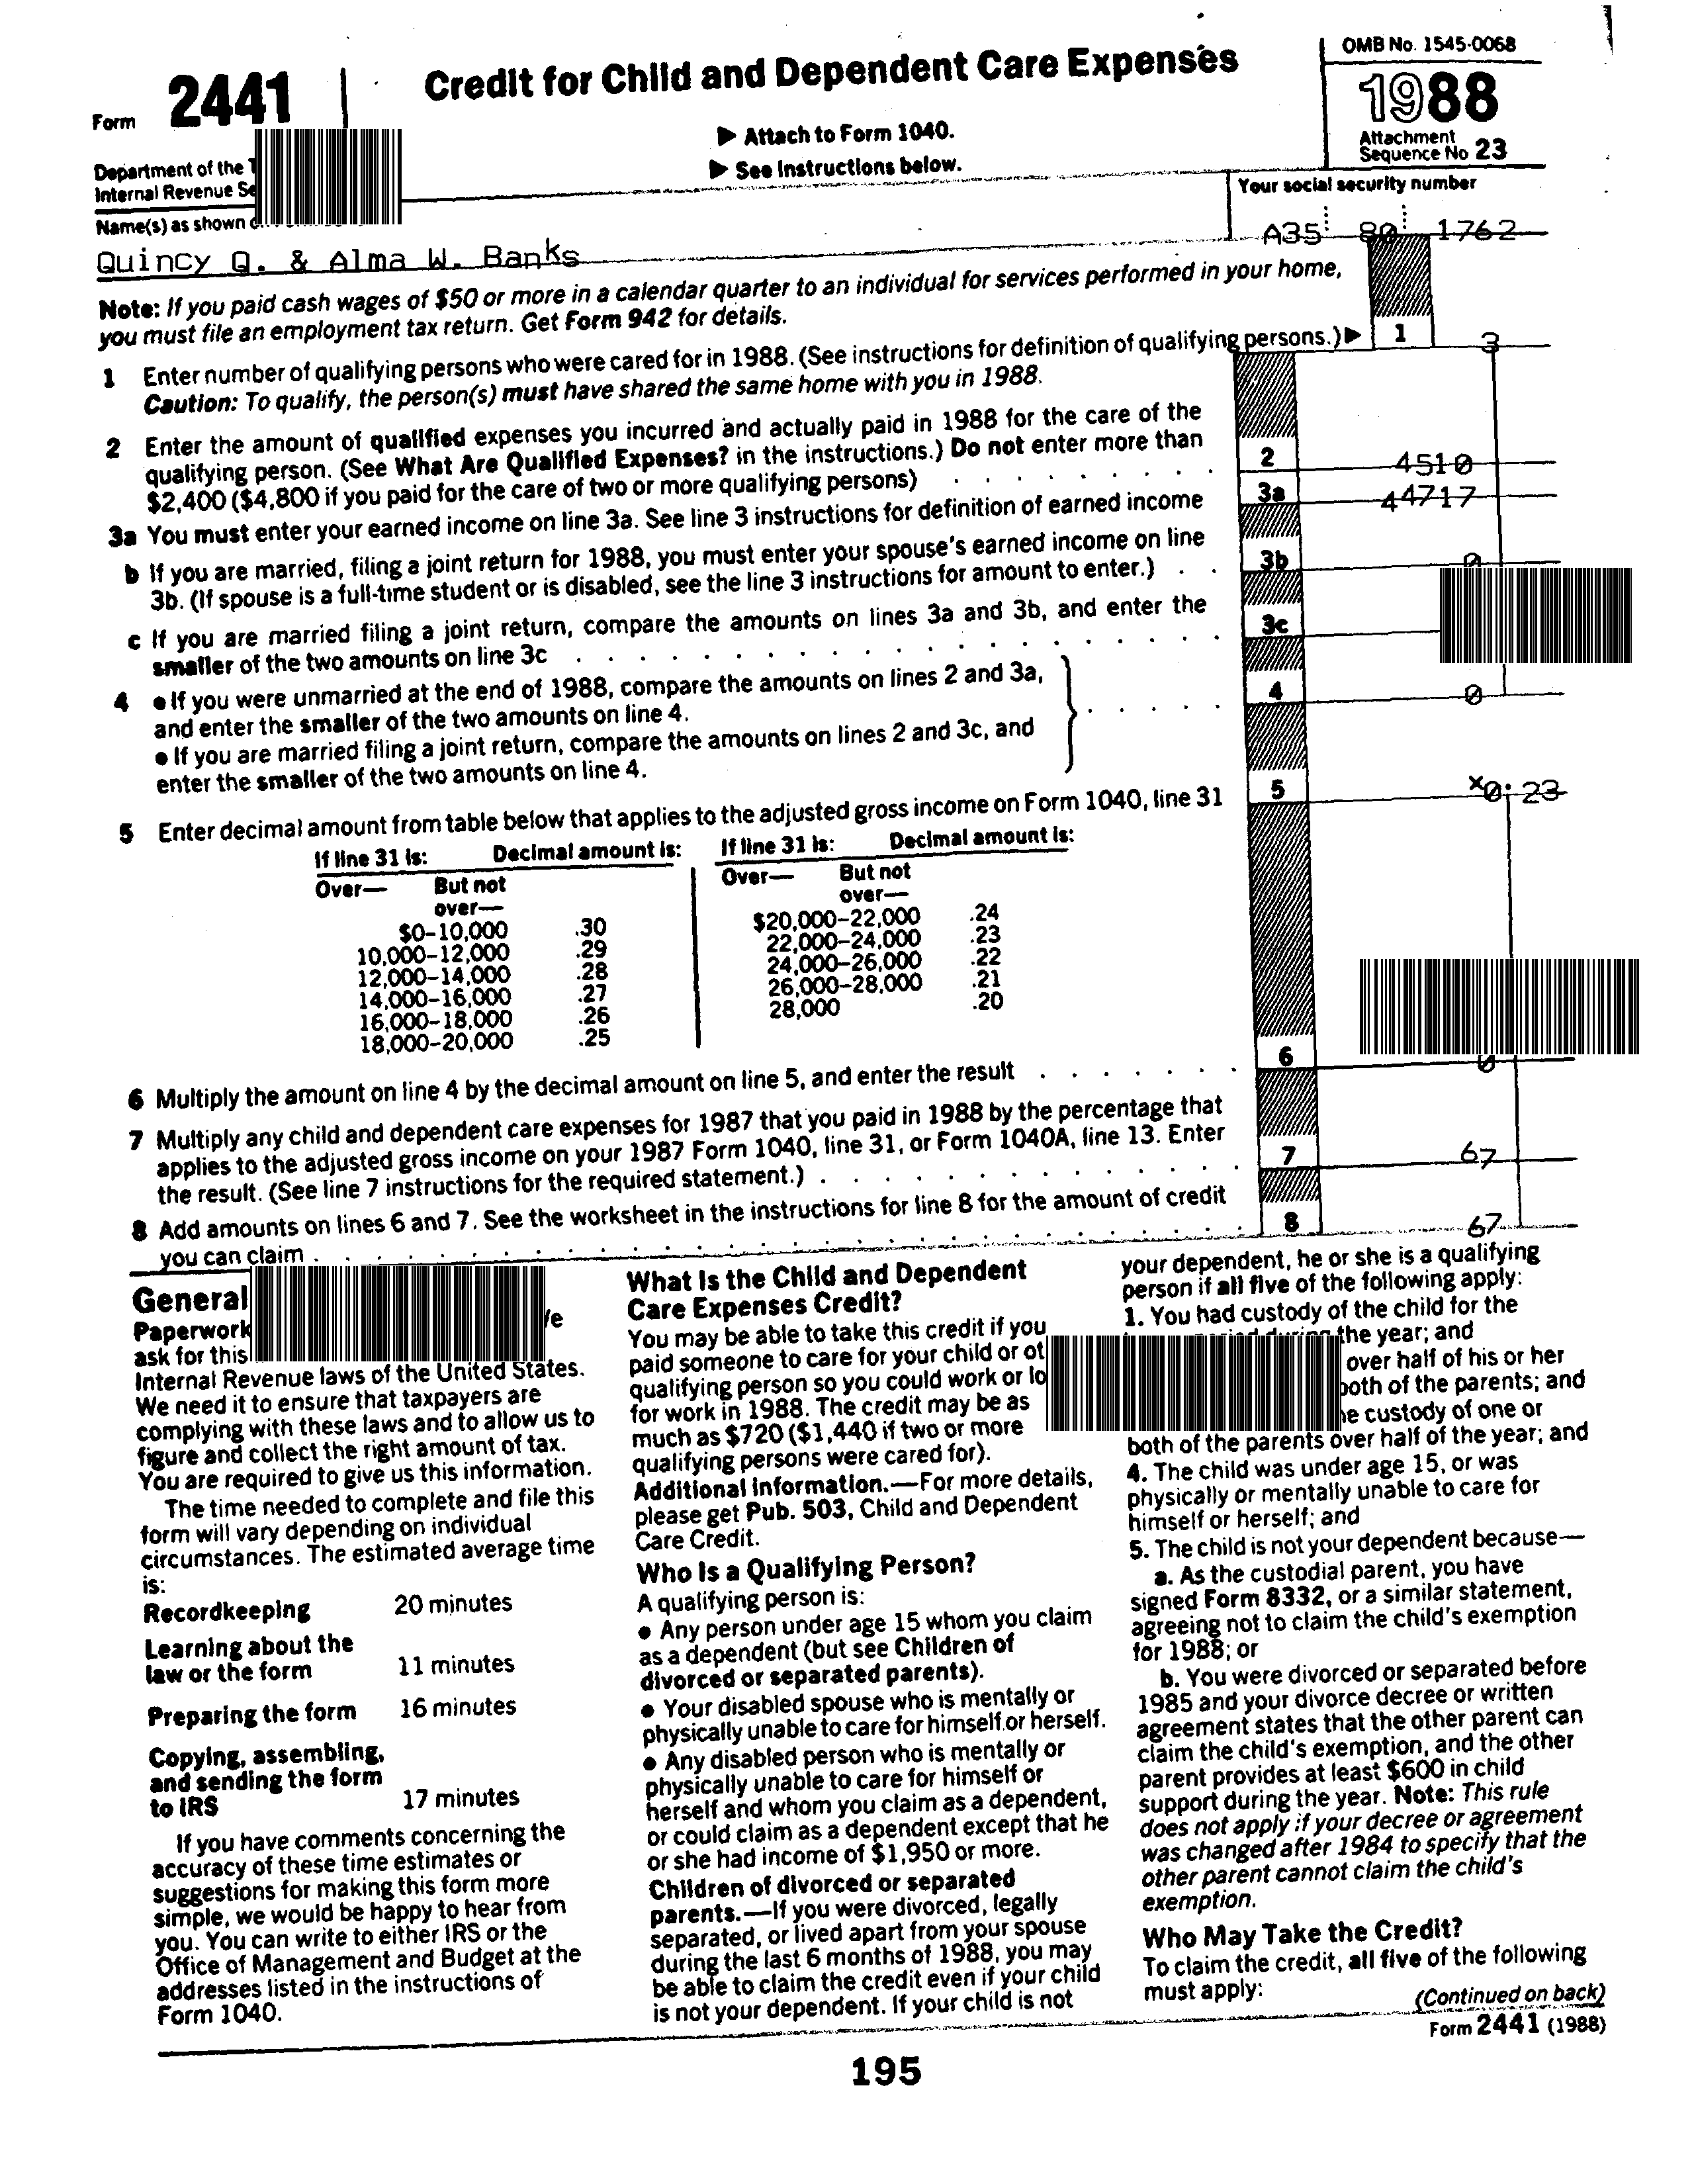 OMB No. 1545-0068
Form 2441
Credit for Child and Dependent Care Expenses
1988
▶ Attach to Form 1040.
▶ See Instructions below.
Attachment
Sequence No 23
Department of the
Internal Revenue
Your social security number
Name(s) as shown
A35 80 1762
Quincy Q. & Alma W. Banks
Note: If you paid cash wages of $50 or more in a calendar quarter to an individual for services performed in your home,
you must file an employment tax return. Get Form 942 for details.
1 Enter number of qualifying persons who were cared for in 1988. (See instructions for definition of qualifying persons.) ▶ 1 3
Caution: To qualify, the person(s) must have shared the same home with you in 1988.
2 Enter the amount of qualified expenses you incurred and actually paid in 1988 for the care of the
qualifying person. (See What Are Qualified Expenses? in the instructions.) Do not enter more than
$2,400 ($4,800 if you paid for the care of two or more qualifying persons) . . . . . . . . 2 4510
3a You must enter your earned income on line 3a. See line 3 instructions for definition of earned income 3a 44717
b If you are married, filing a joint return for 1988, you must enter your spouse's earned income on line
3b. (If spouse is a full-time student or is disabled, see the line 3 instructions for amount to enter.) . . 3b 0
c If you are married filing a joint return, compare the amounts on lines 3a and 3b, and enter the
smaller of the two amounts on line 3c . . . . . . . . . . . . . . . . . . 3c
4 ● If you were unmarried at the end of 1988, compare the amounts on lines 2 and 3a,
and enter the smaller of the two amounts on line 4.
● If you are married filing a joint return, compare the amounts on lines 2 and 3c, and
enter the smaller of the two amounts on line 4.
. . . . . 4 0
5 Enter decimal amount from table below that applies to the adjusted gross income on Form 1040, line 31 5 ×0. 23
If line 31 is: Decimal amount is: If line 31 is: Decimal amount is:
Over— But not over— Over— But not over—
$0–10,000 .30 $20,000–22,000 .24
10,000–12,000 .29 22,000–24,000 .23
12,000–14,000 .28 24,000–26,000 .22
14,000–16,000 .27 26,000–28,000 .21
16,000–18,000 .26 28,000 .20
18,000–20,000 .25
6 Multiply the amount on line 4 by the decimal amount on line 5, and enter the result . . . . . . . 6 0
7 Multiply any child and dependent care expenses for 1987 that you paid in 1988 by the percentage that
applies to the adjusted gross income on your 1987 Form 1040, line 31, or Form 1040A, line 13. Enter
the result. (See line 7 instructions for the required statement.) . . . . . . . . . . . . 7 67
8 Add amounts on lines 6 and 7. See the worksheet in the instructions for line 8 for the amount of credit
you can claim . . . . . . . . . . . . . . . . . . . . . . . . 8 67
General
Paperwork
ask for this
Internal Revenue laws of the United States.
We need it to ensure that taxpayers are
complying with these laws and to allow us to
figure and collect the right amount of tax.
You are required to give us this information.
The time needed to complete and file this
form will vary depending on individual
circumstances. The estimated average time
is:
Recordkeeping 20 minutes
Learning about the
law or the form 11 minutes
Preparing the form 16 minutes
Copying, assembling,
and sending the form
to IRS 17 minutes
If you have comments concerning the
accuracy of these time estimates or
suggestions for making this form more
simple, we would be happy to hear from
you. You can write to either IRS or the
Office of Management and Budget at the
addresses listed in the instructions of
Form 1040.
What Is the Child and Dependent
Care Expenses Credit?
You may be able to take this credit if you
paid someone to care for your child or
qualifying person so you could work or
for work in 1988. The credit may be as
much as $720 ($1,440 if two or more
qualifying persons were cared for).
Additional Information.—For more details,
please get Pub. 503, Child and Dependent
Care Credit.
Who Is a Qualifying Person?
A qualifying person is:
● Any person under age 15 whom you claim
as a dependent (but see Children of
divorced or separated parents).
● Your disabled spouse who is mentally or
physically unable to care for himself or herself.
● Any disabled person who is mentally or
physically unable to care for himself or
herself and whom you claim as a dependent,
or could claim as a dependent except that he
or she had income of $1,950 or more.
Children of divorced or separated
parents.—If you were divorced, legally
separated, or lived apart from your spouse
during the last 6 months of 1988, you may
be able to claim the credit even if your child
is not your dependent. If your child is not
your dependent, he or she is a qualifying
person if all five of the following apply:
1. You had custody of the child for the
the year; and
over half of his or her
both of the parents; and
custody of one or
both of the parents over half of the year; and
4. The child was under age 15, or was
physically or mentally unable to care for
himself or herself; and
5. The child is not your dependent because—
a. As the custodial parent, you have
signed Form 8332, or a similar statement,
agreeing not to claim the child's exemption
for 1988; or
b. You were divorced or separated before
1985 and your divorce decree or written
agreement states that the other parent can
claim the child's exemption, and the other
parent provides at least $600 in child
support during the year. Note: This rule
does not apply if your decree or agreement
was changed after 1984 to specify that the
other parent cannot claim the child's
exemption.
Who May Take the Credit?
To claim the credit, all five of the following
must apply:
(Continued on back)
Form 2441 (1988)
195